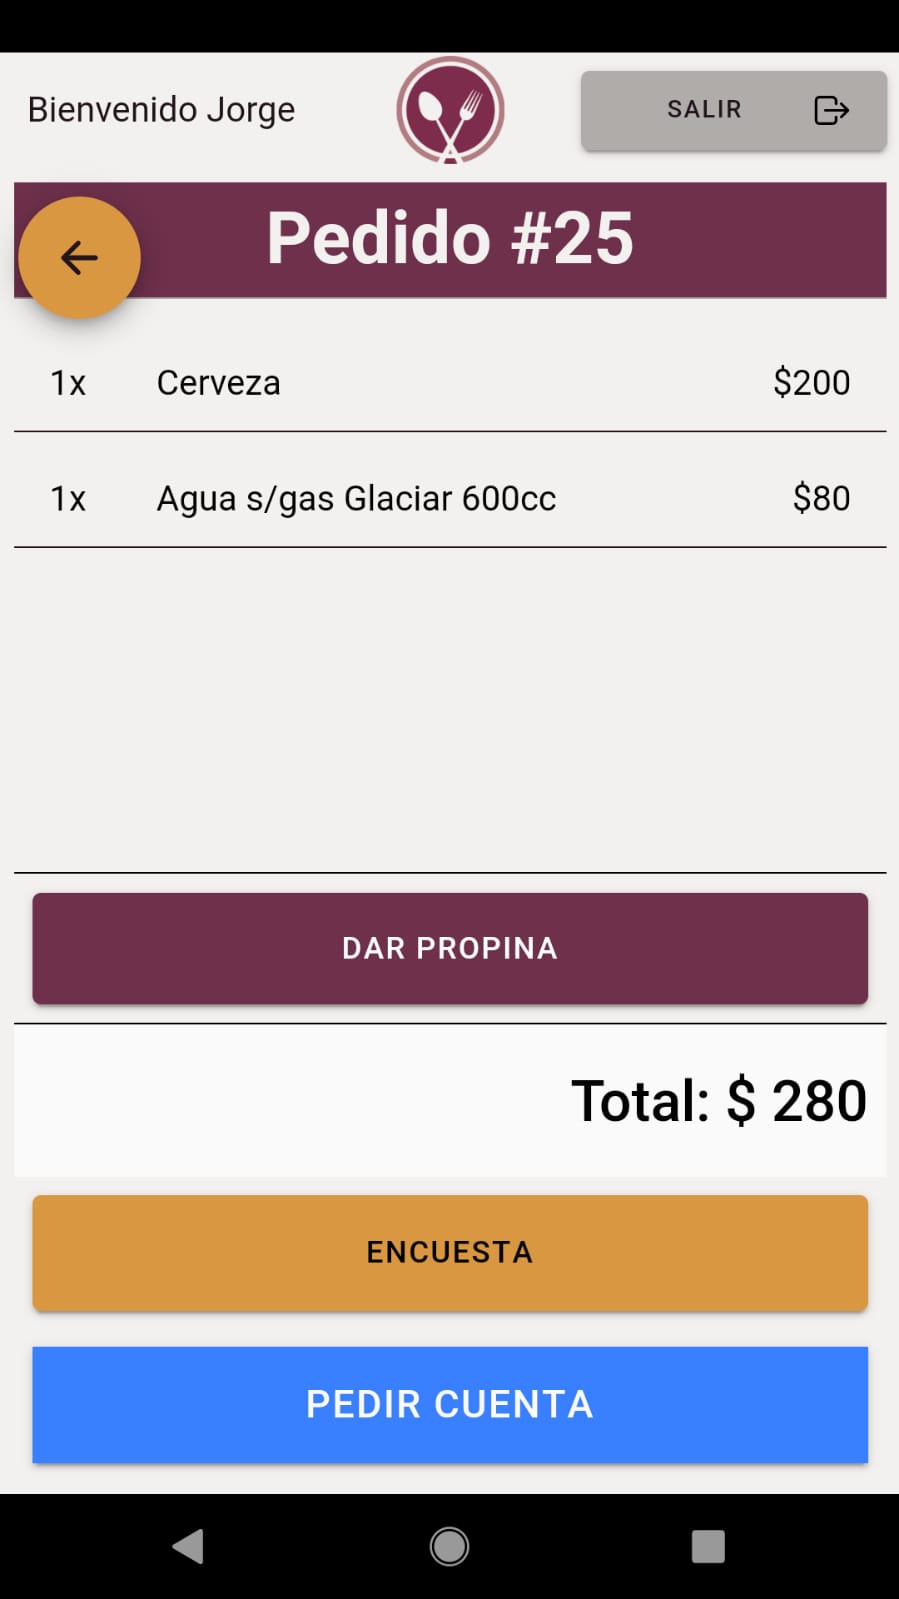 Bienvenido Jorge
SALIR
Pedido #25
1x Cerveza $200
1x Agua s/gas Glaciar 600cc $80
DAR PROPINA
Total: $ 280
ENCUESTA
PEDIR CUENTA